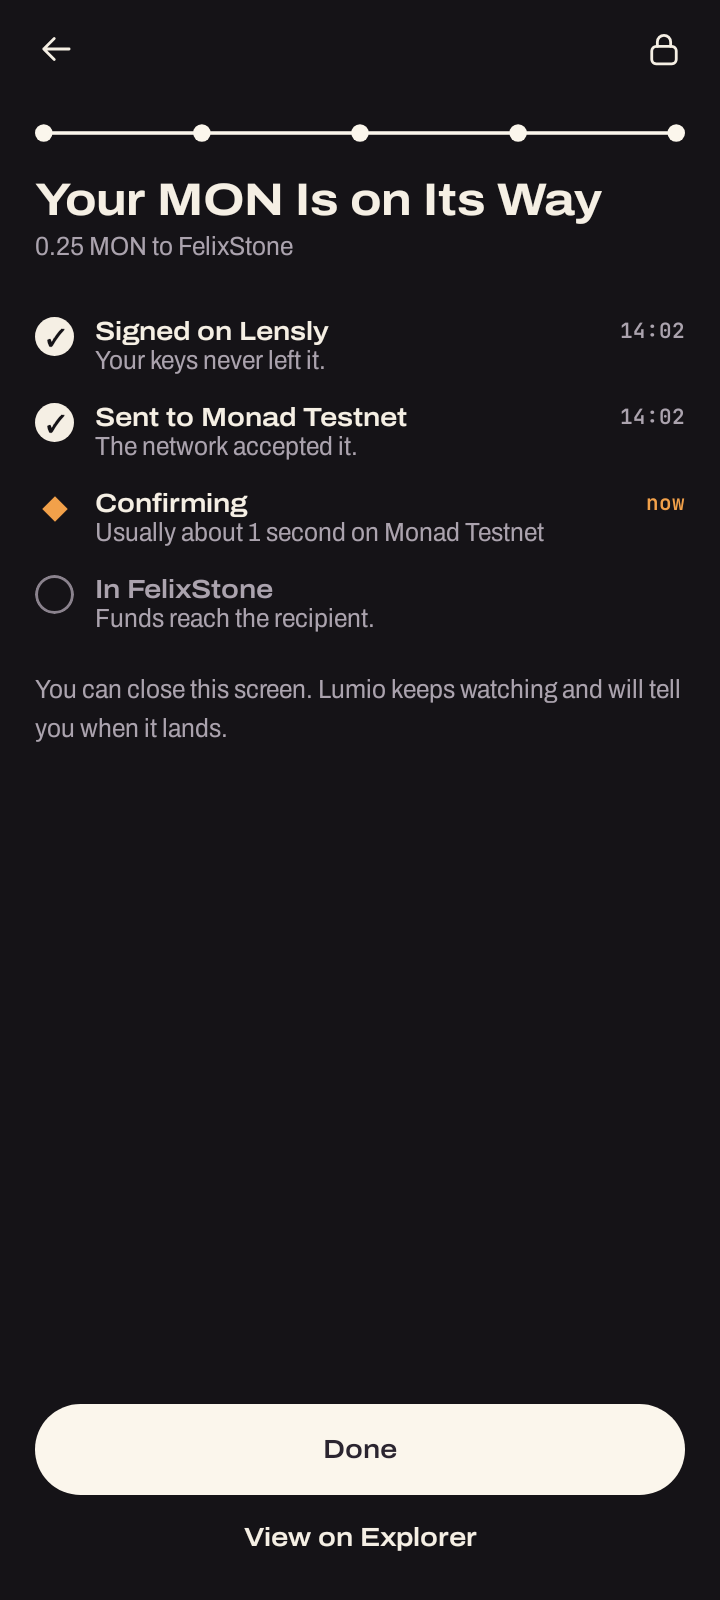 Your MON Is on Its Way
0.25 MON to FelixStone
Signed on Lensly 14:02
Your keys never left it.
Sent to Monad Testnet 14:02
The network accepted it.
Confirming now
Usually about 1 second on Monad Testnet
In FelixStone
Funds reach the recipient.
You can close this screen. Lumio keeps watching and will tell
you when it lands.
Done
View on Explorer